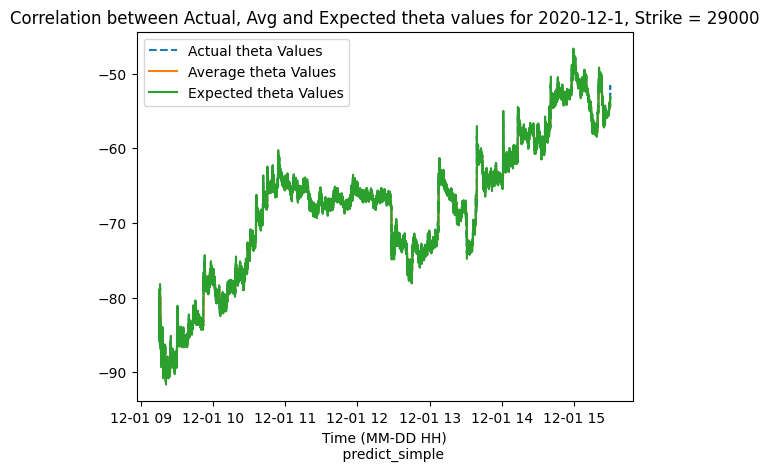 Correlation between Actual, Avg and Expected theta values for 2020-12-1, Strike = 29000
Actual theta Values
Average theta Values
Expected theta Values
−50
−60
−70
−80
−90
12-01 09 12-01 10 12-01 11 12-01 12 12-01 13 12-01 14 12-01 15
Time (MM-DD HH)
predict_simple